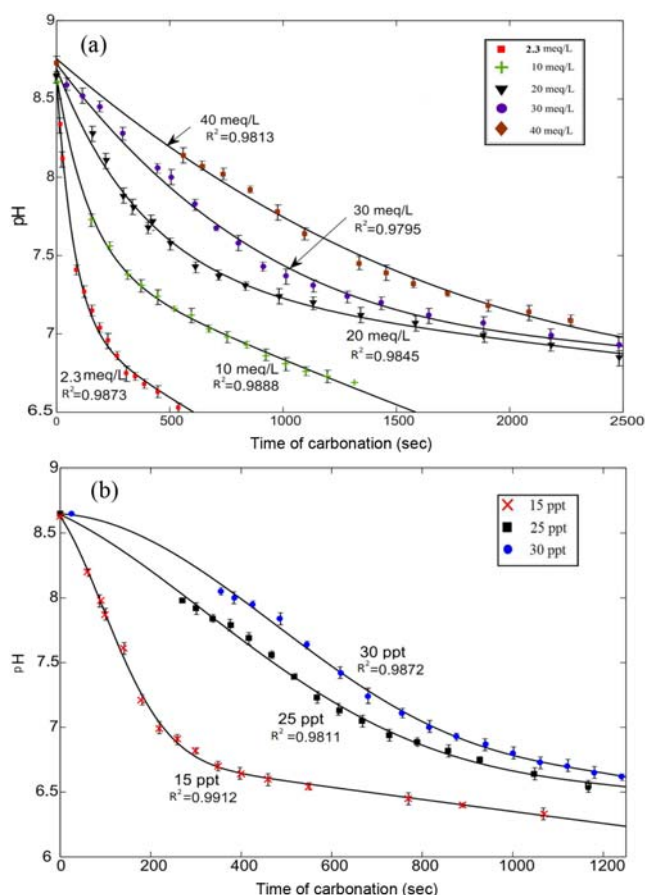 (a)
2.3 meq/L
10 meq/L
20 meq/L
30 meq/L
40 meq/L
9
8.5
8
7.5
7
6.5
pH
40 meq/L
R²=0.9813
30 meq/L
R²=0.9795
20 meq/L
R²=0.9845
10 meq/L
R²=0.9888
2.3 meq/L
R²=0.9873
0 500 1000 1500 2000 2500
Time of carbonation (sec)
(b)
15 ppt
25 ppt
30 ppt
9
8.5
8
7.5
7
6.5
6
pH
30 ppt
R²=0.9872
25 ppt
R²=0.9811
15 ppt
R²=0.9912
0 200 400 600 800 1000 1200
Time of carbonation (sec)